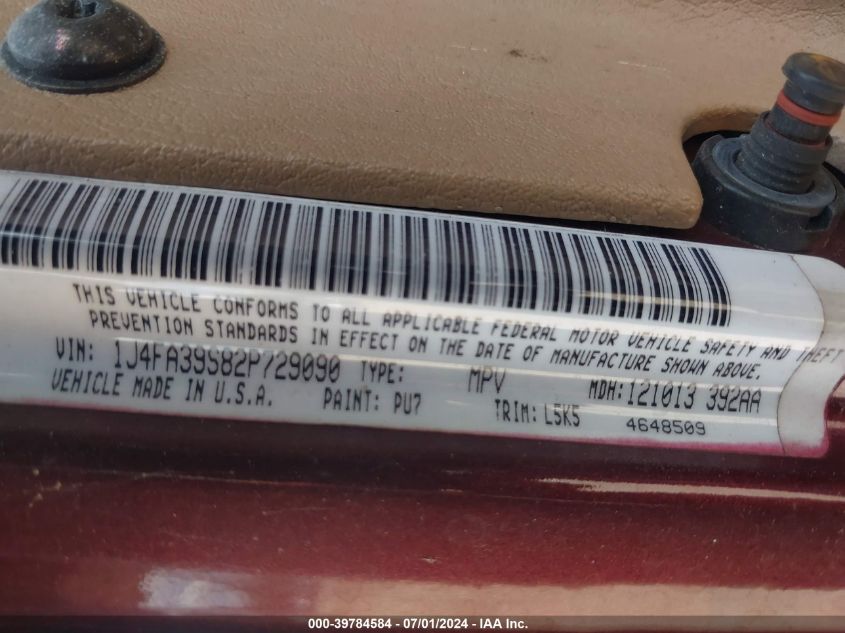 THIS VEHICLE CONFORMS TO ALL APPLICABLE FEDERAL MOTOR VEHICLE SAFETY AND THEFT
PREVENTION STANDARDS IN EFFECT ON THE DATE OF MANUFACTURE SHOWN ABOVE.
VIN: 1J4FA39S82P729090 TYPE: MPV MDH: 121013 392AA
VEHICLE MADE IN U.S.A. PAINT: PU7 TRIM: L5K5 4648509
000-39784584 / 07/01/2024 - IAA Inc.